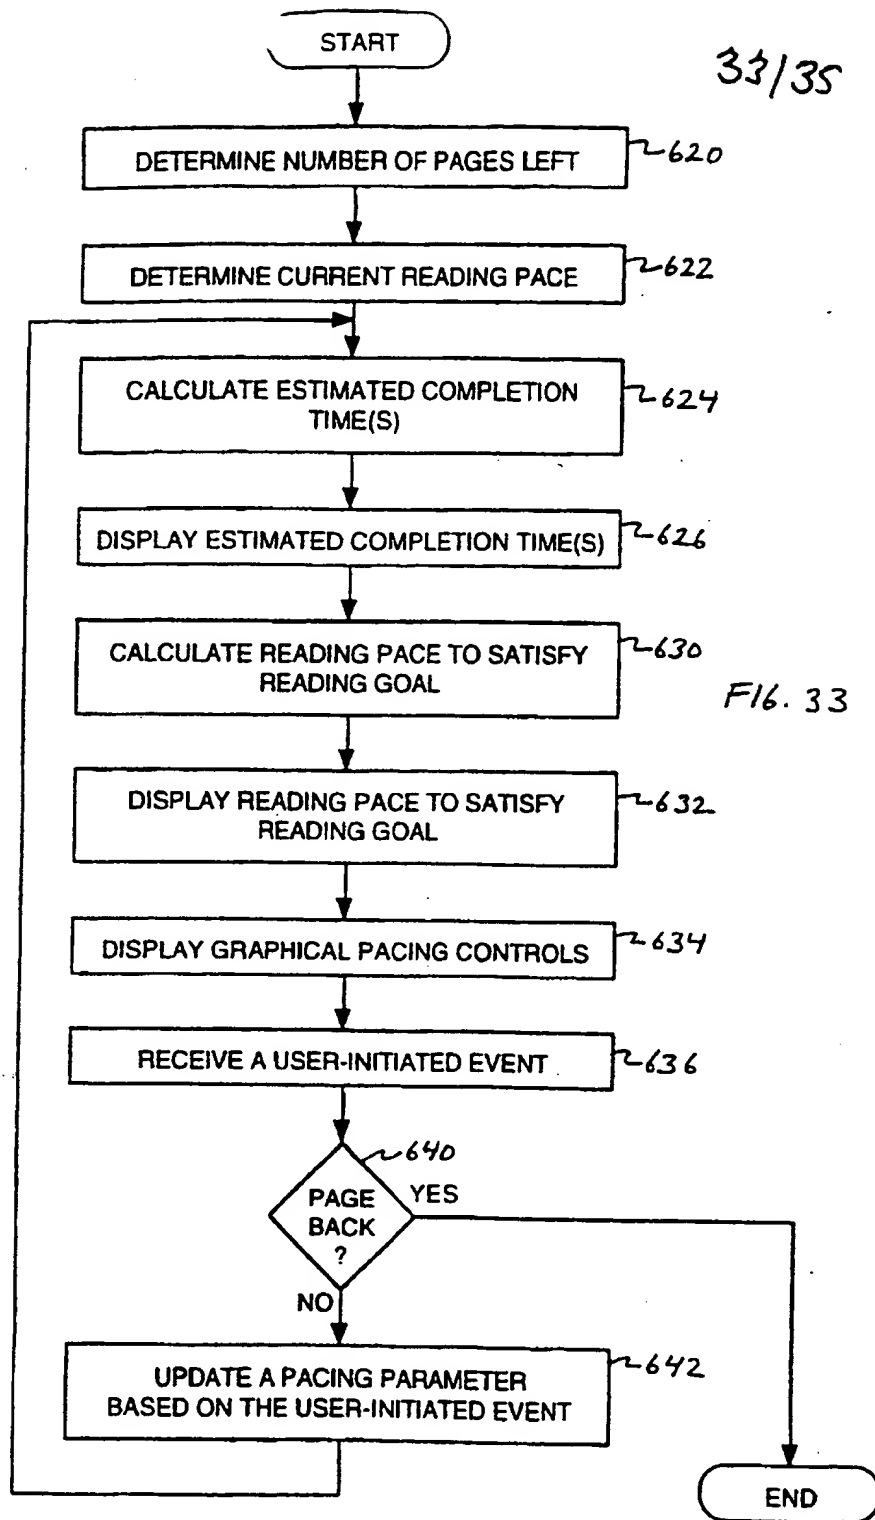 START
33/35
DETERMINE NUMBER OF PAGES LEFT
620
DETERMINE CURRENT READING PACE
622
CALCULATE ESTIMATED COMPLETION
TIME(S)
624
DISPLAY ESTIMATED COMPLETION TIME(S)
626
CALCULATE READING PACE TO SATISFY
READING GOAL
630
FIG. 33
DISPLAY READING PACE TO SATISFY
READING GOAL
632
DISPLAY GRAPHICAL PACING CONTROLS
634
RECEIVE A USER-INITIATED EVENT
636
640
PAGE
BACK
?
YES
NO
UPDATE A PACING PARAMETER
BASED ON THE USER-INITIATED EVENT
642
END